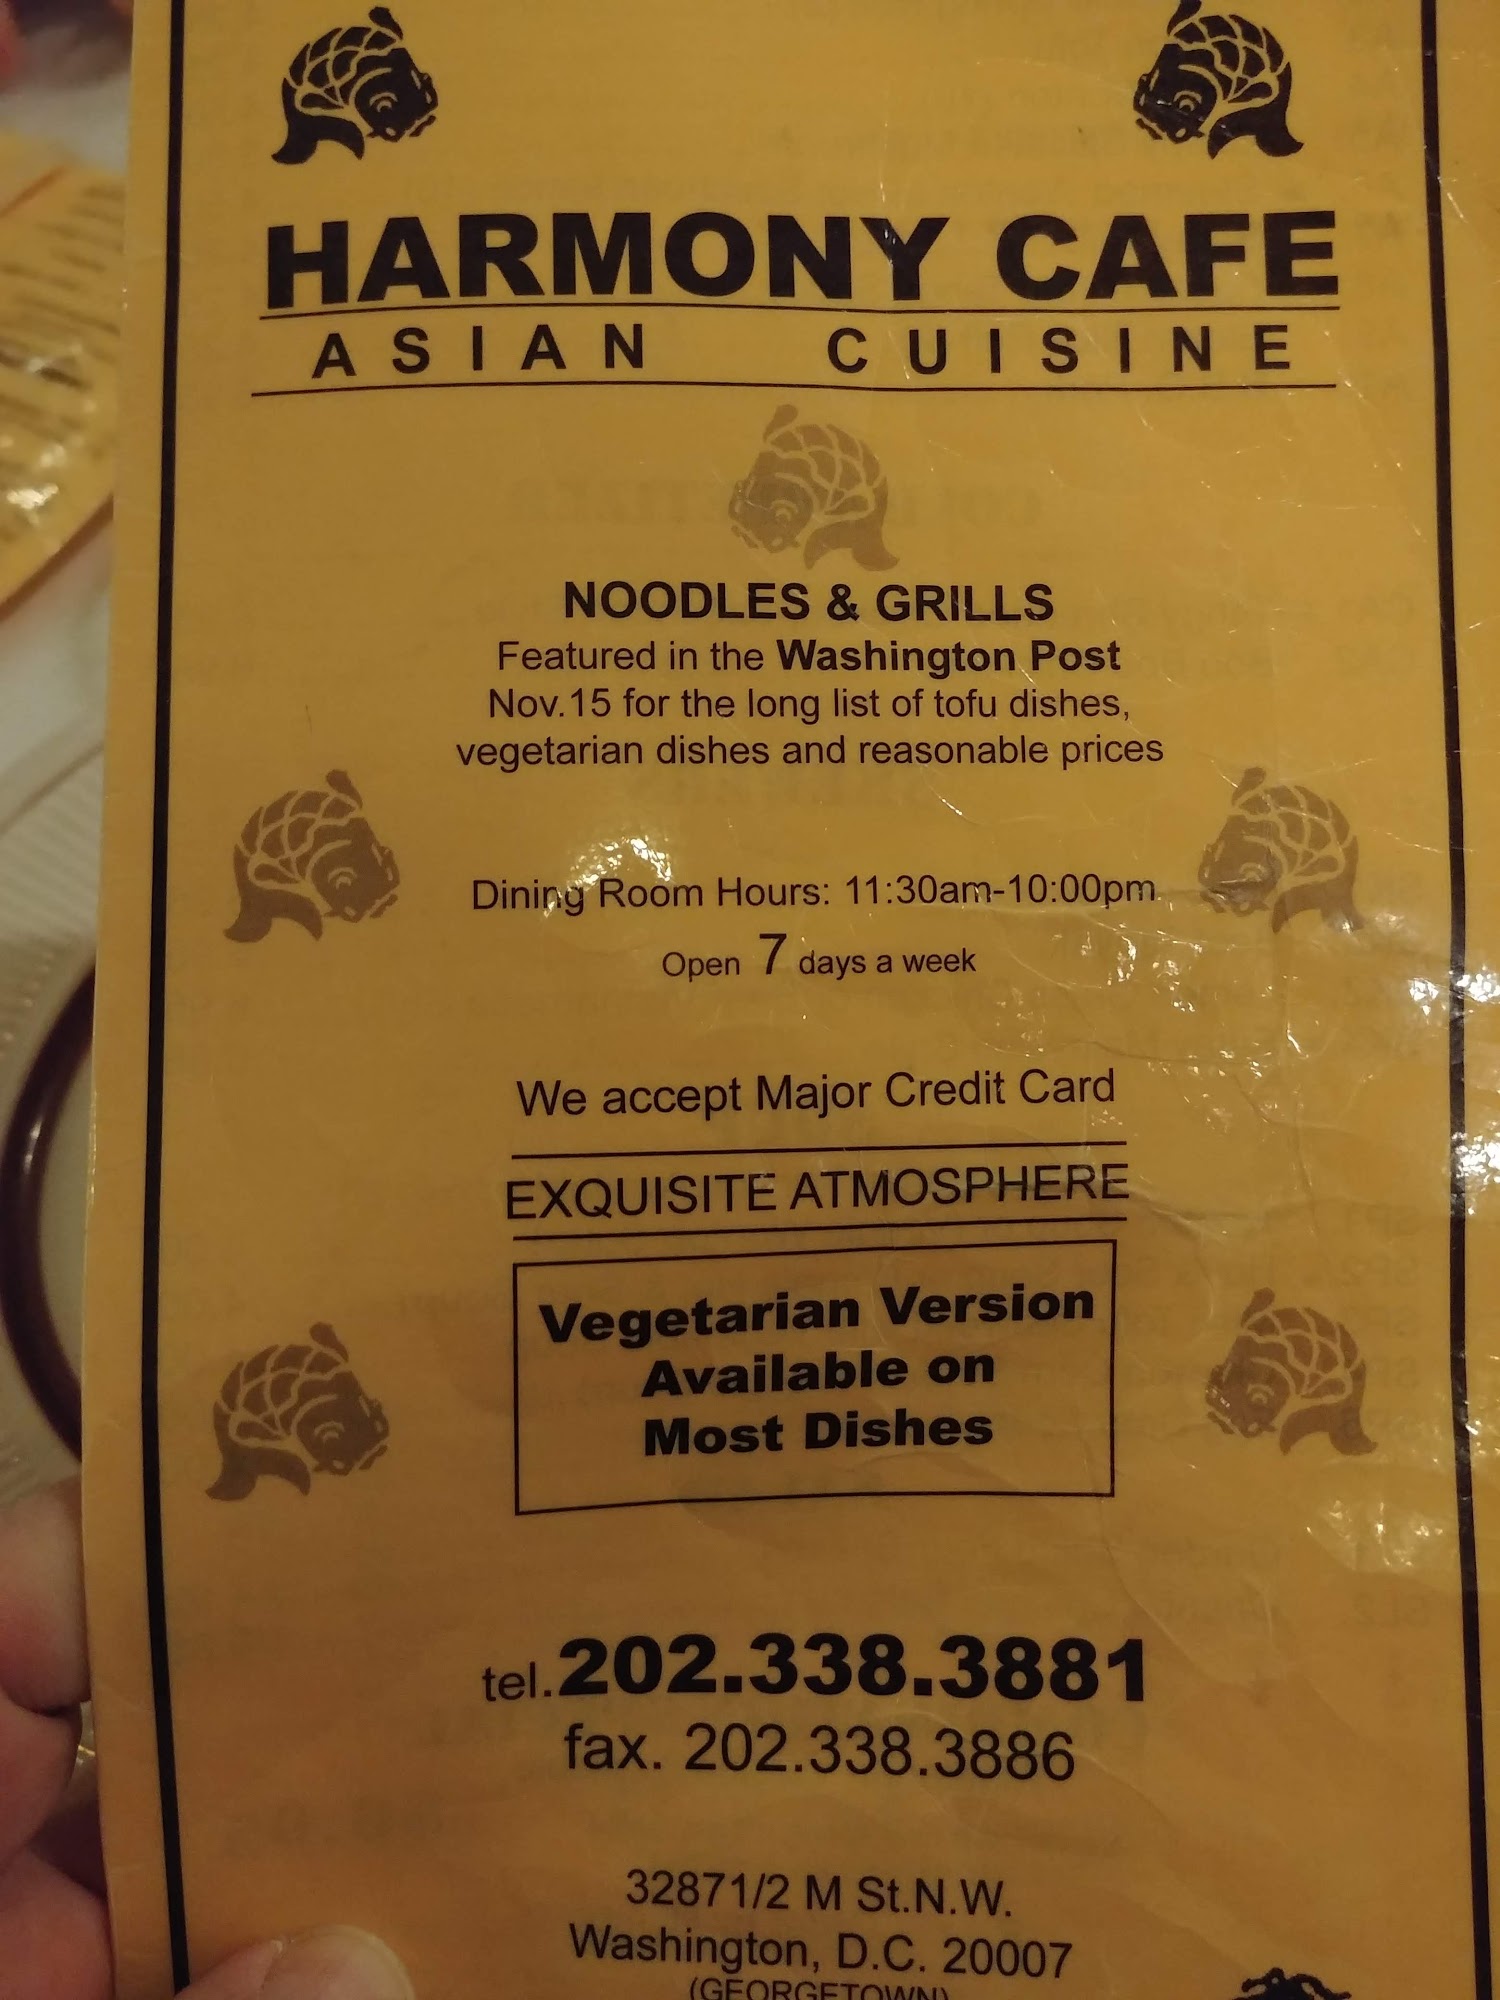 HARMONY CAFE
ASIAN CUISINE
NOODLES & GRILLS
Featured in the Washington Post
Nov.15 for the long list of tofu dishes,
vegetarian dishes and reasonable prices
Dining Room Hours: 11:30am-10:00pm
Open 7 days a week
We accept Major Credit Card
EXQUISITE ATMOSPHERE
Vegetarian Version
Available on
Most Dishes
tel.202.338.3881
fax. 202.338.3886
32871/2 M St.N.W.
Washington, D.C. 20007
(GEORGETOWN)